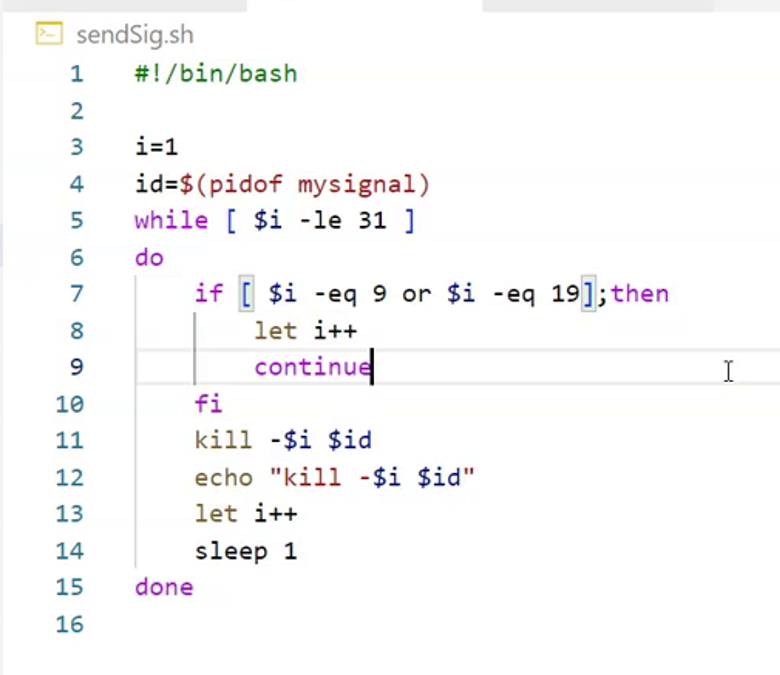 sendSig.sh
1 #!/bin/bash
2
3 i=1
4 id=$(pidof mysignal)
5 while [ $i -le 31 ]
6 do
7     if [ $i -eq 9 or $i -eq 19];then
8         let i++
9         continue
10     fi
11     kill -$i $id
12     echo "kill -$i $id"
13     let i++
14     sleep 1
15 done
16